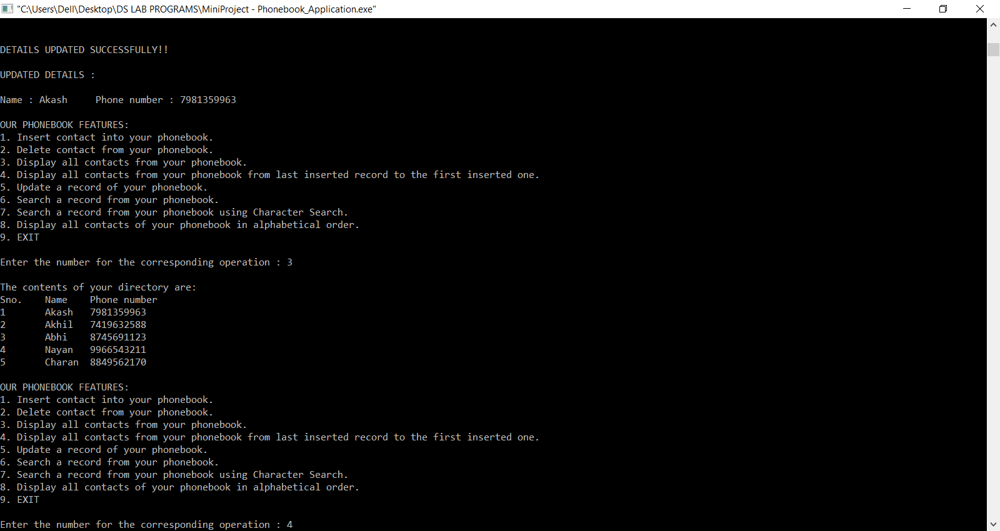 "C:\Users\Dell\Desktop\DS LAB PROGRAMS\MiniProject - Phonebook_Application.exe"
DETAILS UPDATED SUCCESSFULLY!!
UPDATED DETAILS :
Name : Akash     Phone number : 7981359963
OUR PHONEBOOK FEATURES:
1. Insert contact into your phonebook.
2. Delete contact from your phonebook.
3. Display all contacts from your phonebook.
4. Display all contacts from your phonebook from last inserted record to the first inserted one.
5. Update a record of your phonebook.
6. Search a record from your phonebook.
7. Search a record from your phonebook using Character Search.
8. Display all contacts of your phonebook in alphabetical order.
9. EXIT
Enter the number for the corresponding operation : 3
The contents of your directory are:
Sno.    Name    Phone number
1       Akash   7981359963
2       Akhil   7419632588
3       Abhi    8745691123
4       Nayan   9966543211
5       Charan  8849562170
OUR PHONEBOOK FEATURES:
1. Insert contact into your phonebook.
2. Delete contact from your phonebook.
3. Display all contacts from your phonebook.
4. Display all contacts from your phonebook from last inserted record to the first inserted one.
5. Update a record of your phonebook.
6. Search a record from your phonebook.
7. Search a record from your phonebook using Character Search.
8. Display all contacts of your phonebook in alphabetical order.
9. EXIT
Enter the number for the corresponding operation : 4